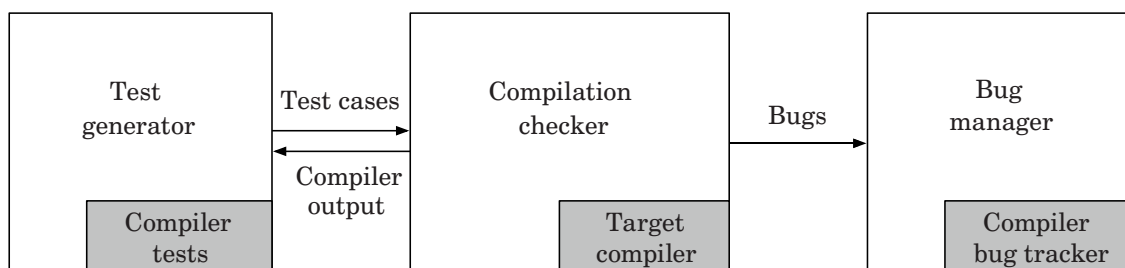 Test
generator
Compiler
tests
Test cases
Compiler
output
Compilation
checker
Target
compiler
Bugs
Bug
manager
Compiler
bug tracker